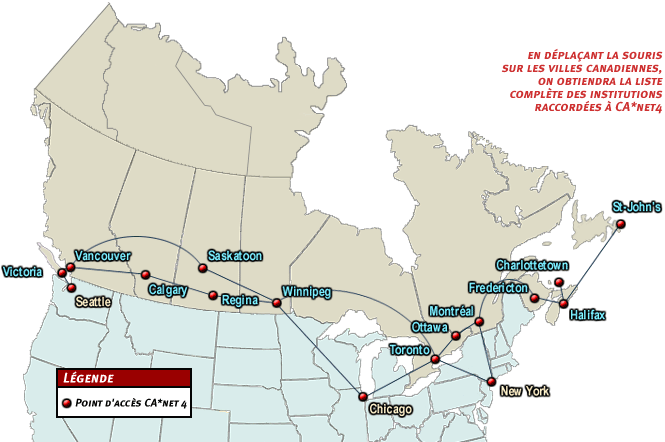 EN DÉPLAÇANT LA SOURIS
SUR LES VILLES CANADIENNES,
ON OBTIENDRA LA LISTE
COMPLÈTE DES INSTITUTIONS
RACCORDÉES À CA*NET4
St-John's
Vancouver
Saskatoon
Charlottetown
Victoria
Calgary
Winnipeg
Fredericton
Seattle
Regina
Montréal
Halifax
Ottawa
Toronto
New York
Chicago
LÉGENDE
POINT D'ACCÈS CA*NET 4